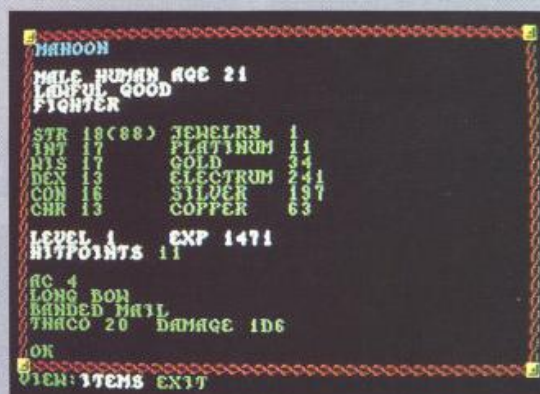 MANOON
MALE HUMAN AGE 21
LAWFUL GOOD
FIGHTER
STR 18(88) JEWELRY 1
INT 17 PLATINUM 11
WIS 17 GOLD 34
DEX 13 ELECTRUM 241
CON 16 SILVER 197
CHR 13 COPPER 63
LEVEL 1 EXP 1471
HITPOINTS 11
AC 4
LONG BOW
BANDED MAIL
THACO 20 DAMAGE 1D6
OK
VIEW: ITEMS EXIT